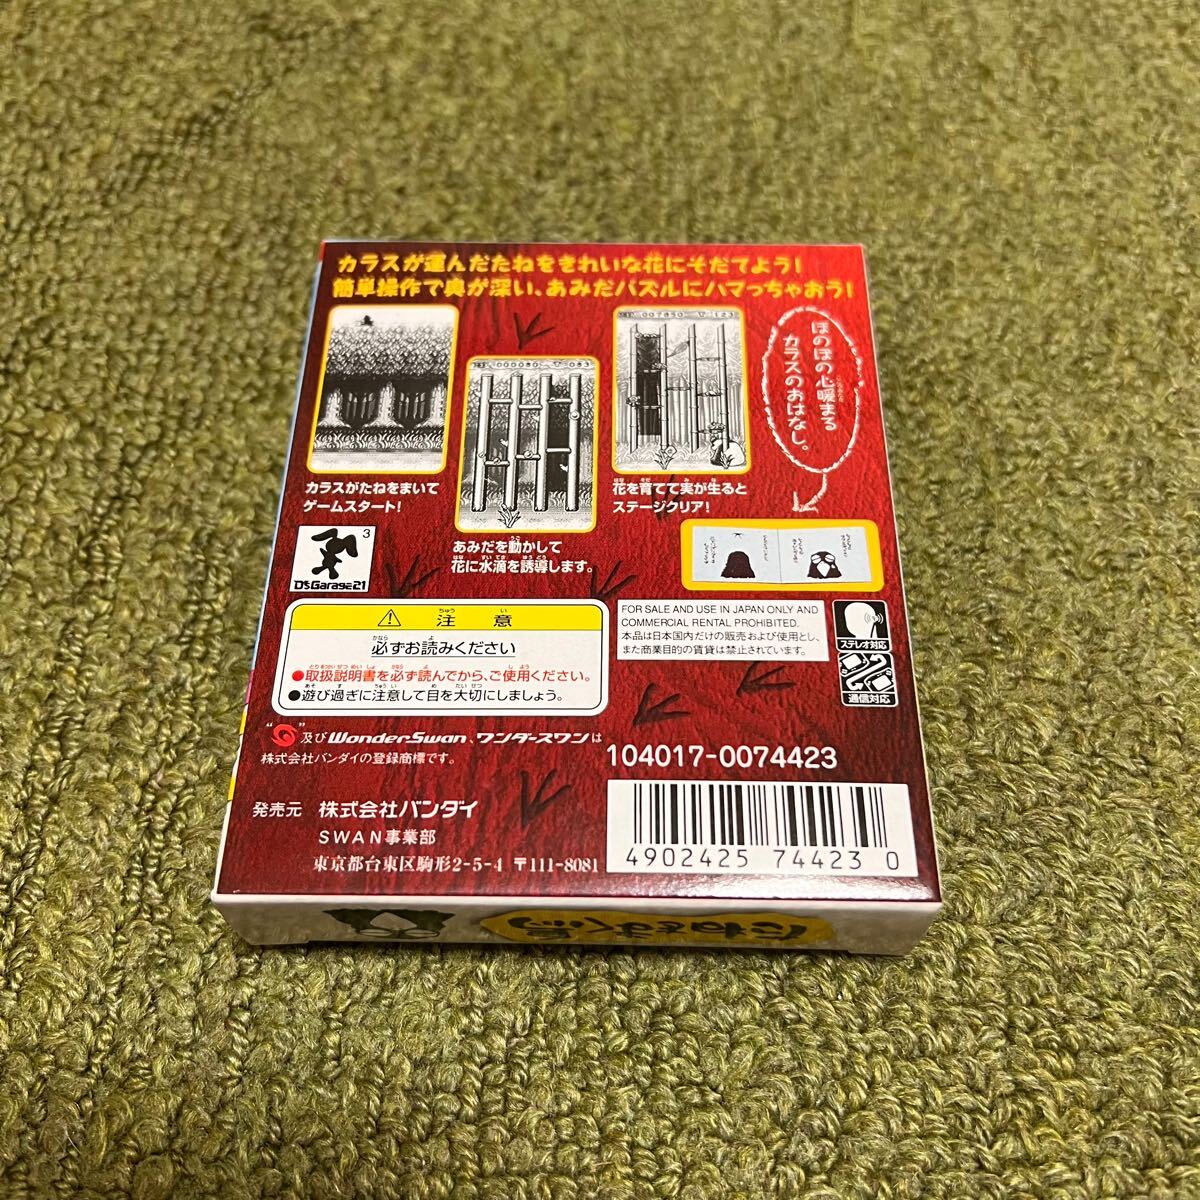 カラスが運んだたねをきれいな花にそだてよう!
簡単操作で奥が深い、あみだパズルにハマっちゃおう!
007850 123
000080 083
ほのぼの心暖まる
カラスのおはなし。
カラスがたねをまいて
ゲームスタート!
あみだを動かして
花に水滴を誘導します。
花を育てて実が生ると
ステージクリア!
3
D'sGarage21
注意
必ずお読みください
●取扱説明書を必ず読んでから、ご使用ください。
●遊び過ぎに注意して目を大切にしましょう。
FOR SALE AND USE IN JAPAN ONLY AND
COMMERCIAL RENTAL PROHIBITED.
本品は日本国内だけの販売および使用とし、
また商業目的の賃貸は禁止されています。
ステレオ対応
通信対応
“ ”及びWonderSwan、ワンダースワンは
株式会社バンダイの登録商標です。
104017-0074423
発売元 株式会社バンダイ
SWAN事業部
東京都台東区駒形2-5-4 〒111-8081
4902425 744230